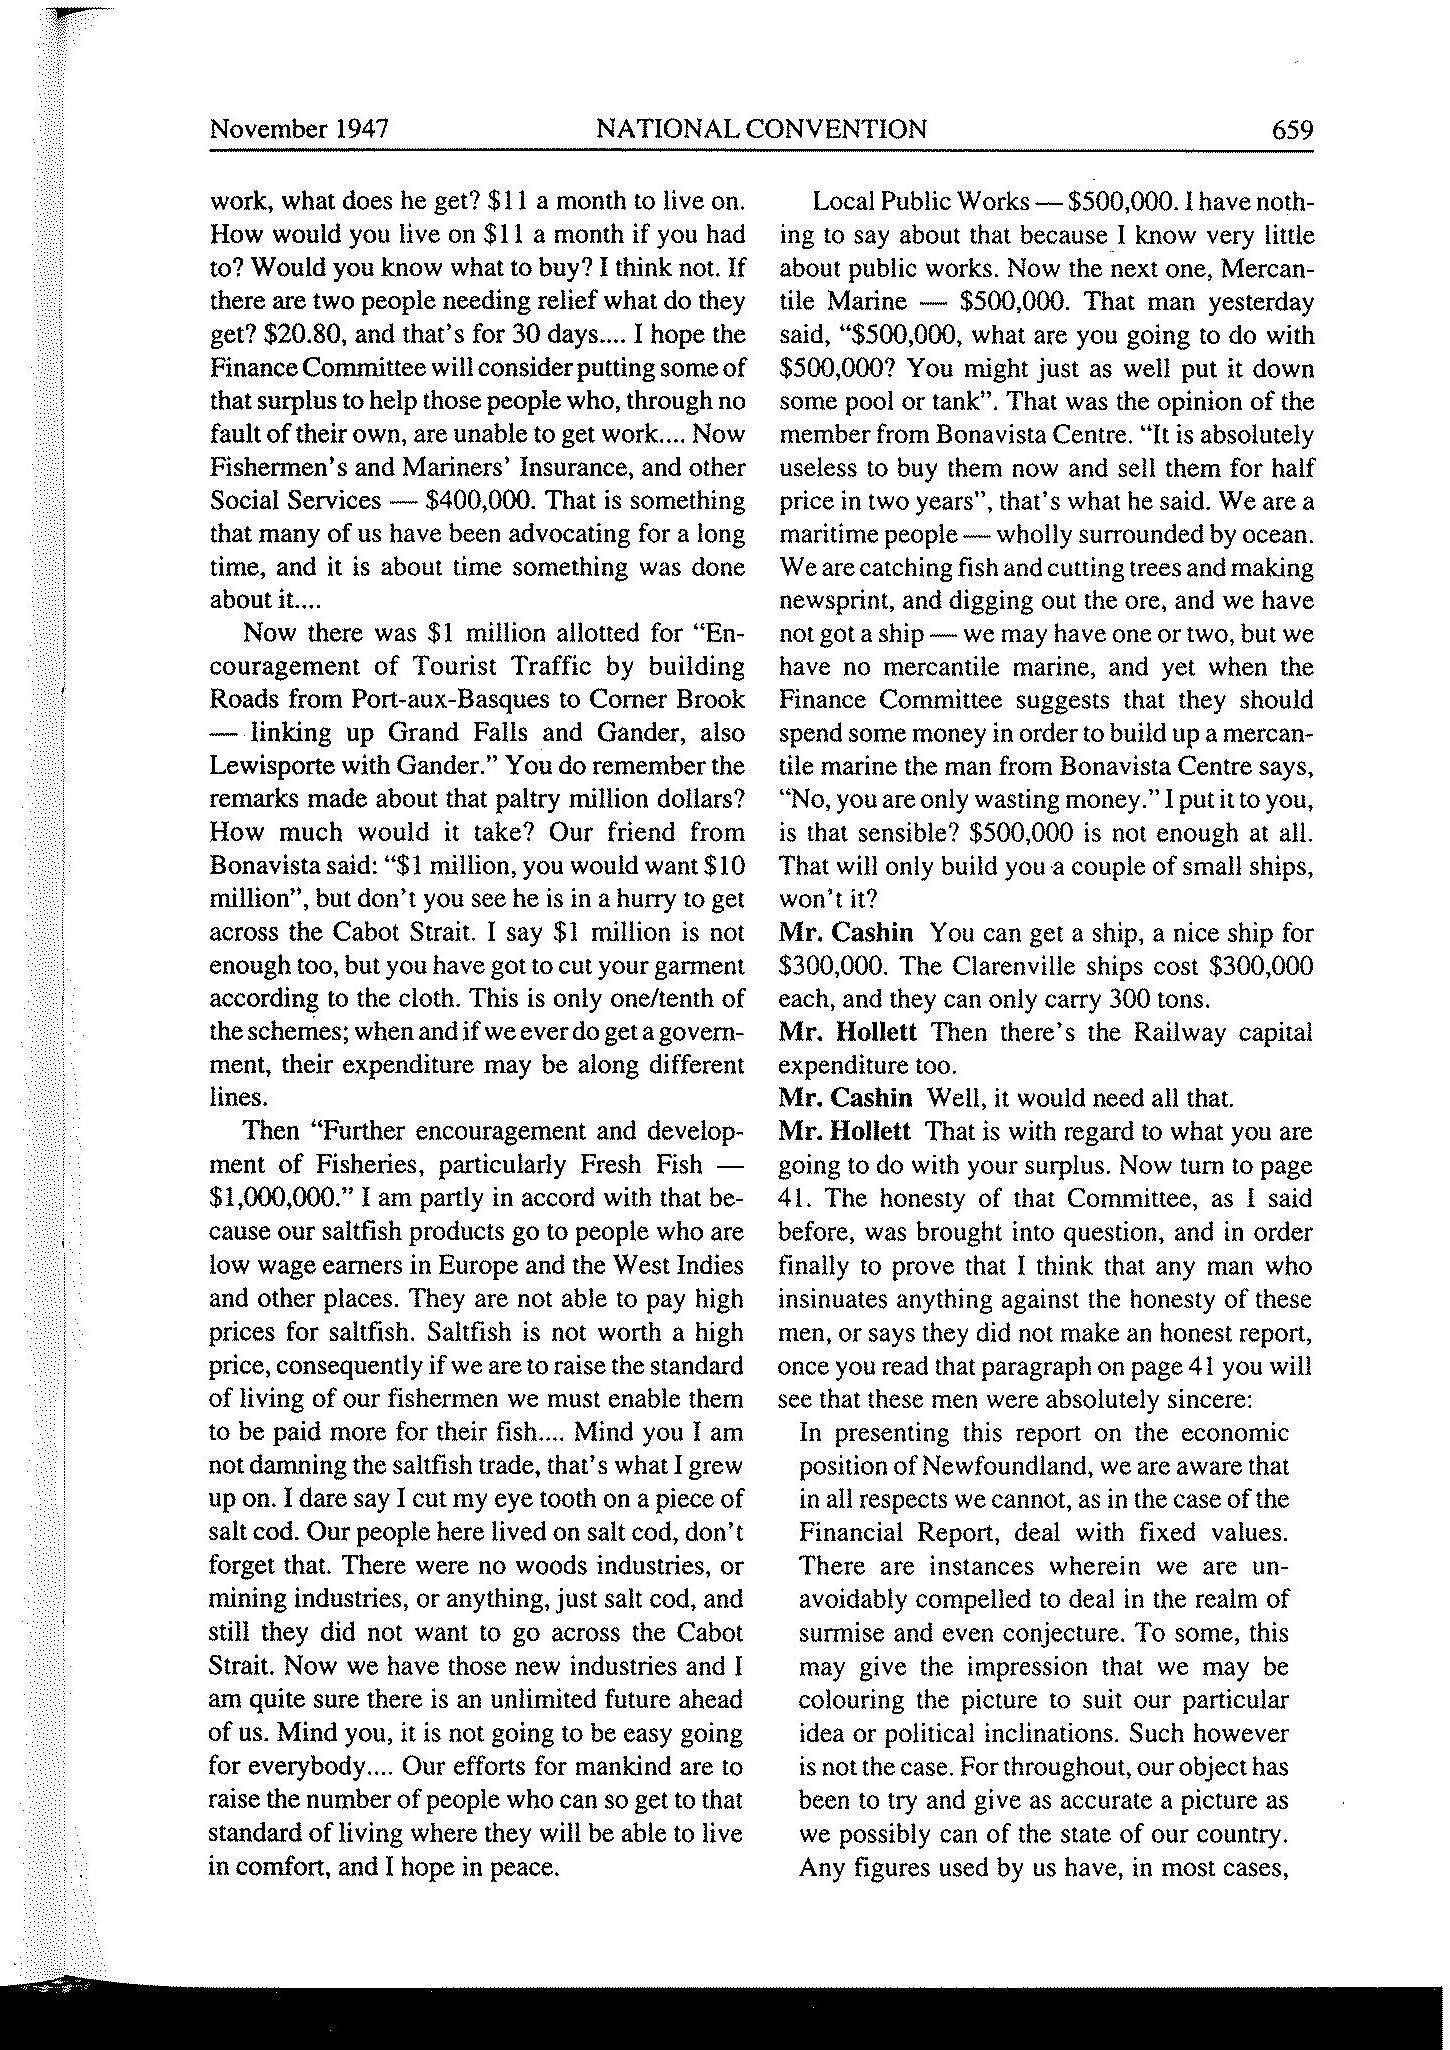 November 1947 NATIONAL CONVENTION 659
work, what does he get? $11 a month to live on.
How would you live on $11 a month if you had
to? Would you know what to buy? I think not. If
there are two people needing relief what do they
get? $20.80, and that's for 30 days.... I hope the
Finance Committee will consider putting some of
that surplus to help those people who, through no
fault of their own, are unable to get work.... Now
Fishermen's and Mariners' Insurance, and other
Social Services — $400,000. That is something
that many of us have been advocating for a long
time, and it is about time something was done
about it....
Now there was $1 million allotted for "En-
couragement of Tourist Traffic by building
Roads from Port-aux-Basques to Corner Brook
— linking up Grand Falls and Gander, also
Lewisporte with Gander." You do remember the
remarks made about that paltry million dollars?
How much would it take? Our friend from
Bonavista said: "$1 million, you would want $10
million", but don't you see he is in a hurry to get
across the Cabot Strait. I say $1 million is not
enough too, but you have got to cut your garment
according to the cloth. This is only one/tenth of
the schemes; when and if we ever do get a govern-
ment, their expenditure may be along different
lines.
Then "Further encouragement and develop-
ment of Fisheries, particularly Fresh Fish —
$1,000,000." I am partly in accord with that be-
cause our saltfish products go to people who are
low wage earners in Europe and the West Indies
and other places. They are not able to pay high
prices for saltfish. Saltfish is not worth a high
price, consequently if we are to raise the standard
of living of our fishermen we must enable them
to be paid more for their fish.... Mind you I am
not damning the saltfish trade, that's what I grew
up on. I dare say I cut my eye tooth on a piece of
salt cod. Our people here lived on salt cod, don't
forget that. There were no woods industries, or
mining industries, or anything, just salt cod, and
still they did not want to go across the Cabot
Strait. Now we have those new industries and I
am quite sure there is an unlimited future ahead
of us. Mind you, it is not going to be easy going
for everybody.... Our efforts for mankind are to
raise the number of people who can so get to that
standard of living where they will be able to live
in comfort, and I hope in peace.
Local Public Works — $500,000. I have noth-
ing to say about that because I know very little
about public works. Now the next one, Mercan-
tile Marine — $500,000. That man yesterday
said, "$500,000, what are you going to do with
$500,000? You might just as well put it down
some pool or tank". That was the opinion of the
member from Bonavista Centre. "It is absolutely
useless to buy them now and sell them for half
price in two years", that's what he said. We are a
maritime people — wholly surrounded by ocean.
We are catching fish and cutting trees and making
newsprint, and digging out the ore, and we have
not got a ship — we may have one or two, but we
have no mercantile marine, and yet when the
Finance Committee suggests that they should
spend some money in order to build up a mercan-
tile marine the man from Bonavista Centre says,
"No, you are only wasting money." I put it to you,
is that sensible? $500,000 is not enough at all.
That will only build you a couple of small ships,
won't it?
Mr. Cashin You can get a ship, a nice ship for
$300,000. The Clarenville ships cost $300,000
each, and they can only carry 300 tons.
Mr. Hollett Then there's the Railway capital
expenditure too.
Mr. Cashin Well, it would need all that.
Mr. Hollett That is with regard to what you are
going to do with your surplus. Now turn to page
41. The honesty of that Committee, as I said
before, was brought into question, and in order
finally to prove that I think that any man who
insinuates anything against the honesty of these
men, or says they did not make an honest report,
once you read that paragraph on page 41 you will
see that these men were absolutely sincere:
In presenting this report on the economic
position of Newfoundland, we are aware that
in all respects we cannot, as in the case of the
Financial Report, deal with fixed values.
There are instances wherein we are un-
avoidably compelled to deal in the realm of
surmise and even conjecture. To some, this
may give the impression that we may be
colouring the picture to suit our particular
idea or political inclinations. Such however
is not the case. For throughout, our object has
been to try and give as accurate a picture as
we possibly can of the state of our country.
Any figures used by us have, in most cases,